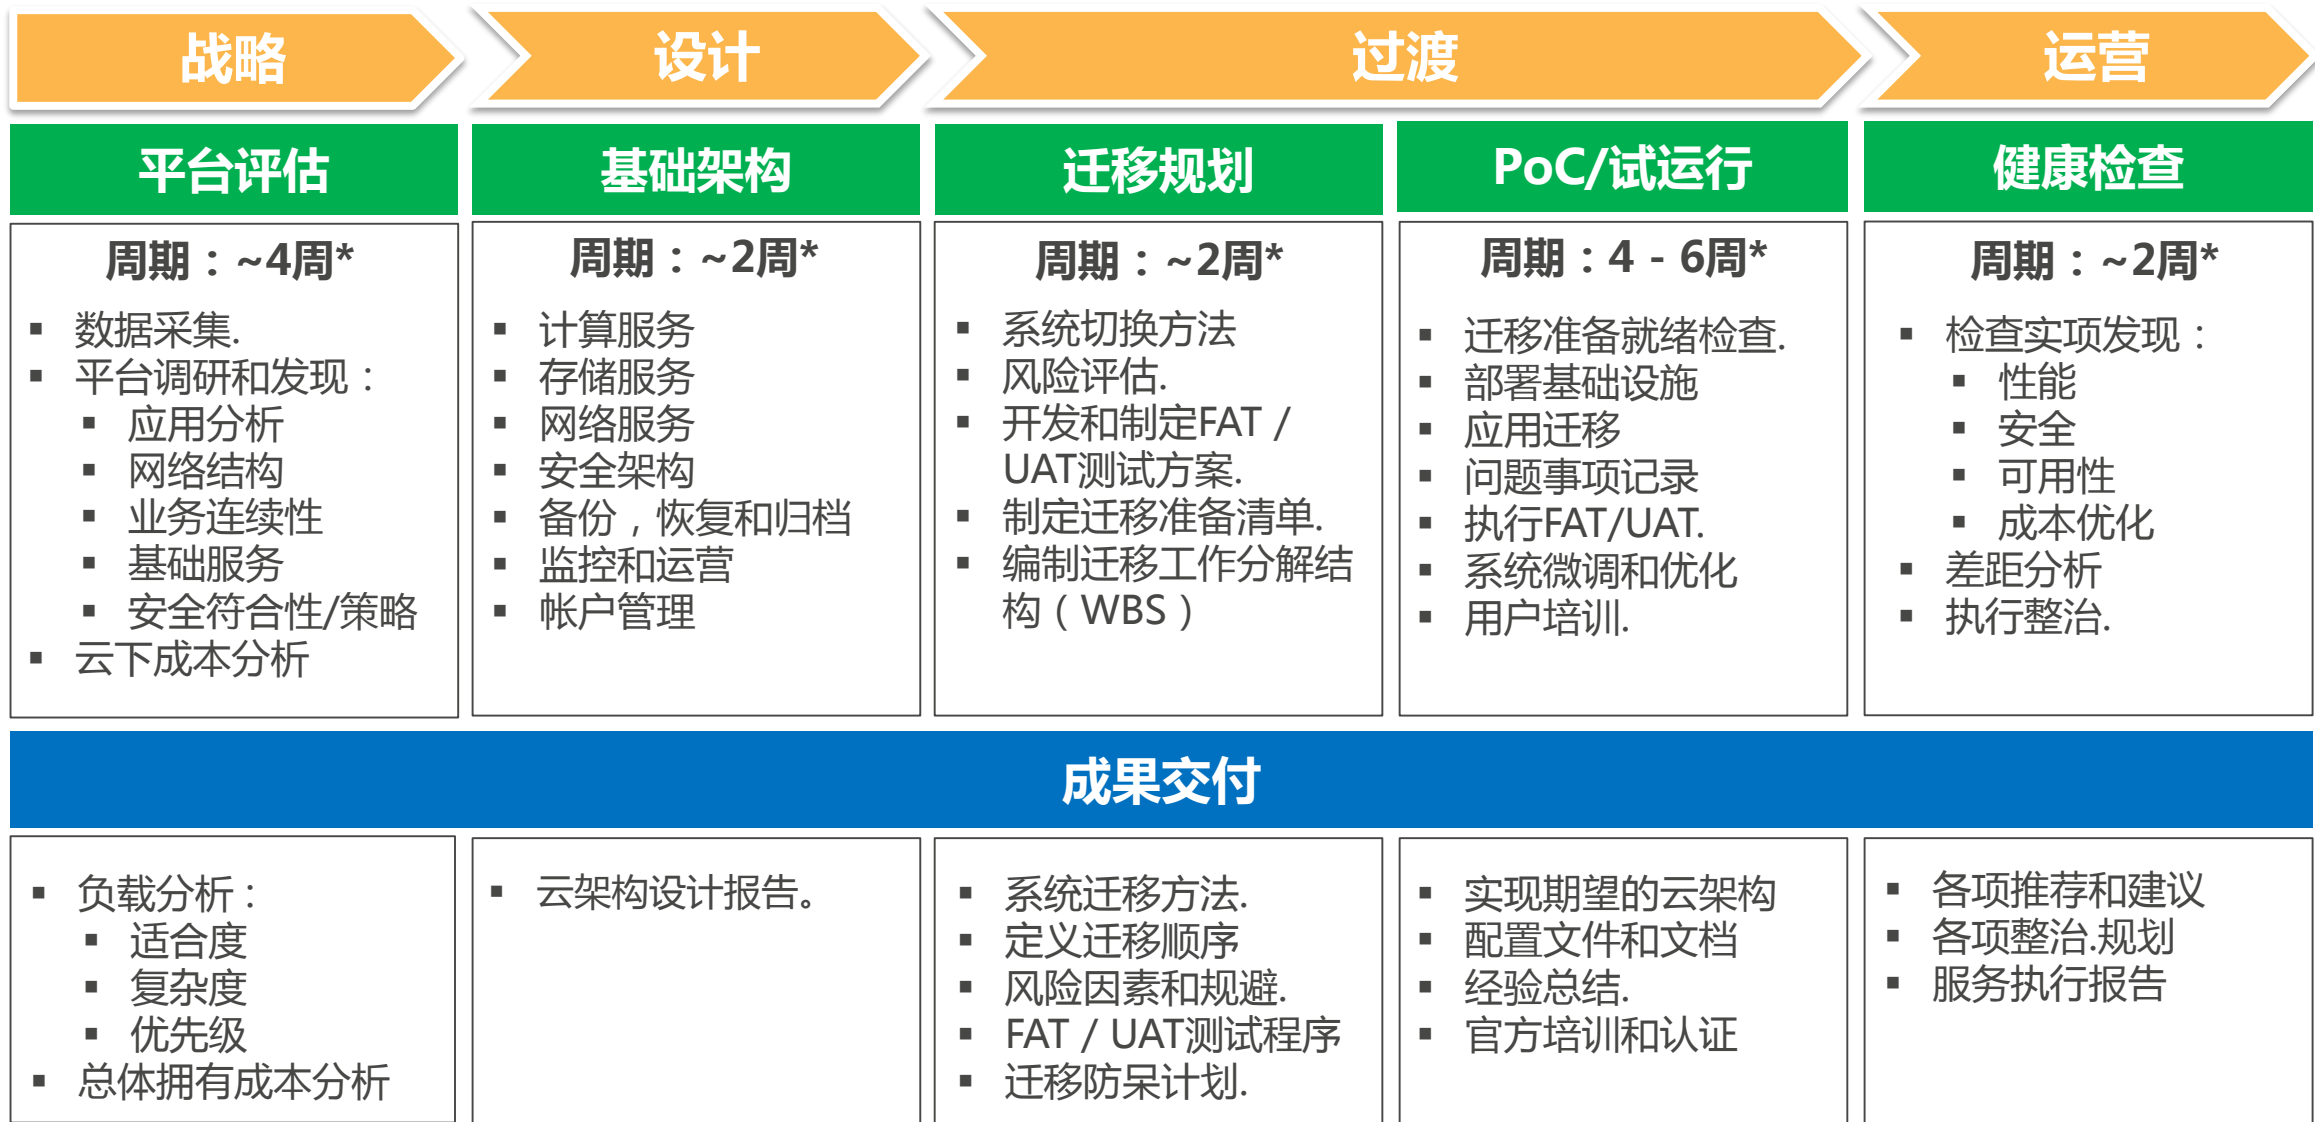 战略
设计
过渡
运营
平台评估
基础架构
迁移规划
PoC/试运行
健康检查
周期：~4周*
数据采集.
平台调研和发现：
应用分析
网络结构
业务连续性
基础服务
安全符合性/策略
云下成本分析
周期：~2周*
计算服务
存储服务
网络服务
安全架构
备份，恢复和归档
监控和运营
帐户管理
周期：~2周*
系统切换方法
风险评估.
开发和制定FAT /
UAT测试方案.
制定迁移准备清单.
编制迁移工作分解结
构（WBS）
周期：4 - 6周*
迁移准备就绪检查.
部署基础设施
应用迁移
问题事项记录
执行FAT/UAT.
系统微调和优化
用户培训.
周期：~2周*
检查实项发现：
性能
安全
可用性
成本优化
差距分析
执行整治.
成果交付
负载分析：
适合度
复杂度
优先级
总体拥有成本分析
云架构设计报告。
系统迁移方法.
定义迁移顺序
风险因素和规避.
FAT / UAT测试程序
迁移防呆计划.
实现期望的云架构
配置文件和文档
经验总结.
官方培训和认证
各项推荐和建议
各项整治.规划
服务执行报告